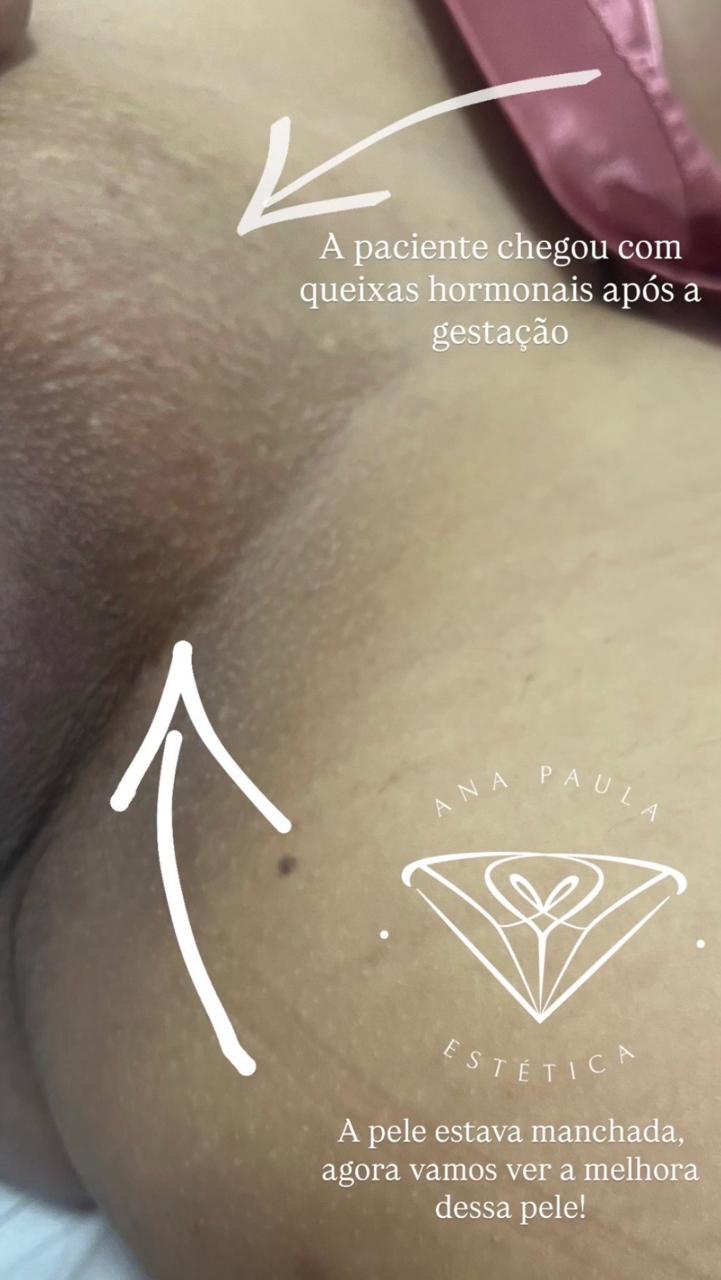 A paciente chegou com
queixas hormonais após a
gestação
ANA PAULA
ESTÉTICA
A pele estava manchada,
agora vamos ver a melhora
dessa pele!